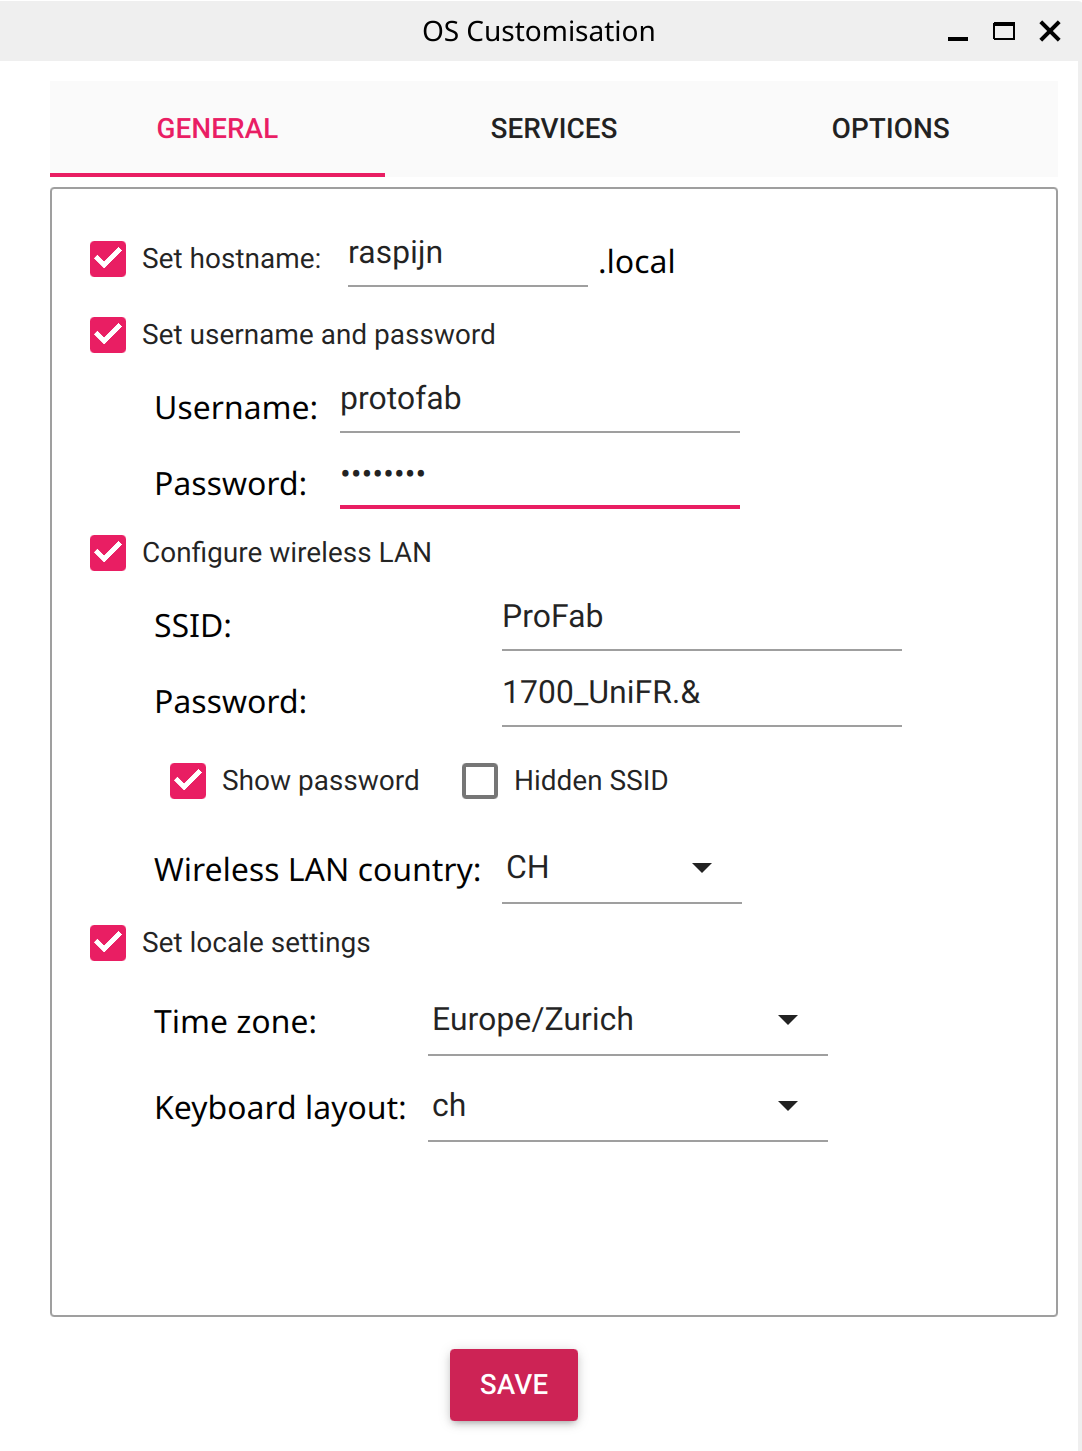 OS Customisation
GENERAL SERVICES OPTIONS
Set hostname: raspijn .local
Set username and password
Username: protofab
Password: ••••••••
Configure wireless LAN
SSID: ProFab
Password: 1700_UniFR.&
Show password Hidden SSID
Wireless LAN country: CH
Set locale settings
Time zone: Europe/Zurich
Keyboard layout: ch
SAVE